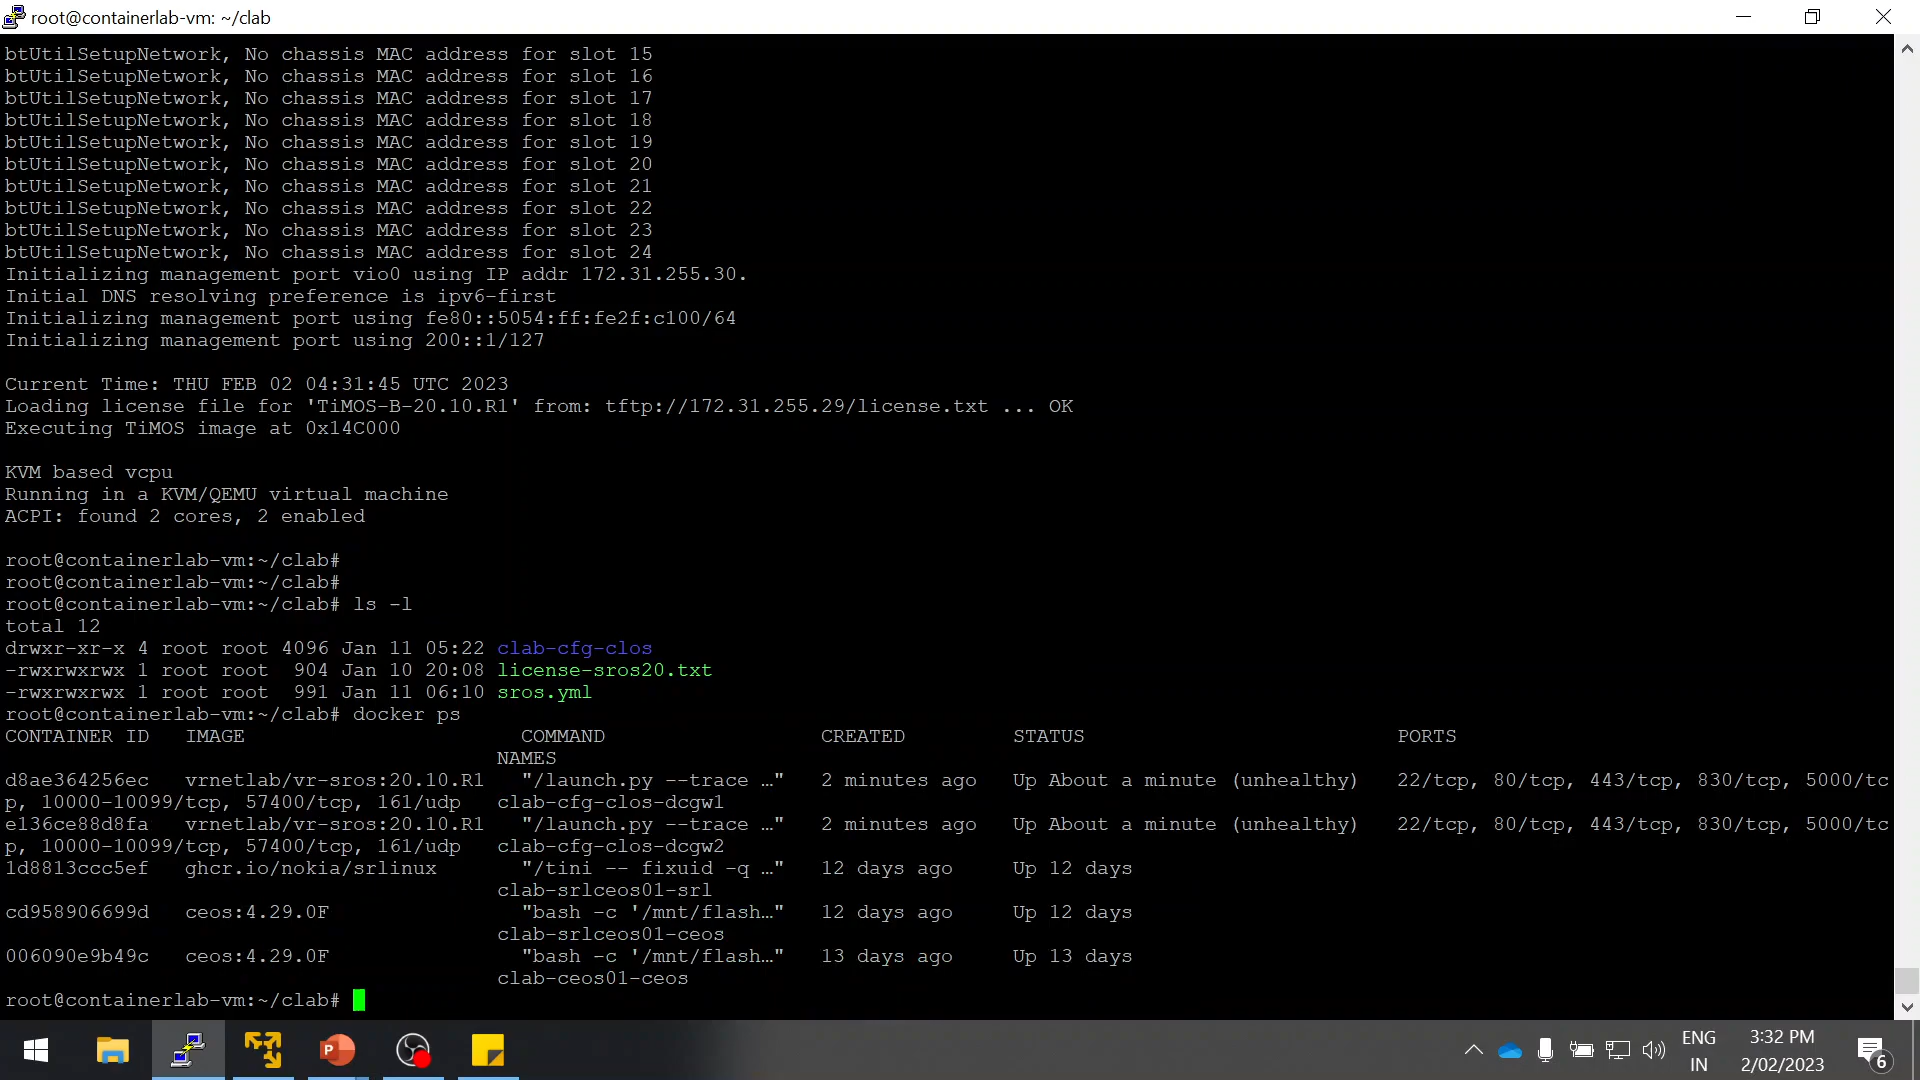 root@containerlab-vm: ~/clab
btUtilSetupNetwork, No chassis MAC address for slot 15
btUtilSetupNetwork, No chassis MAC address for slot 16
btUtilSetupNetwork, No chassis MAC address for slot 17
btUtilSetupNetwork, No chassis MAC address for slot 18
btUtilSetupNetwork, No chassis MAC address for slot 19
btUtilSetupNetwork, No chassis MAC address for slot 20
btUtilSetupNetwork, No chassis MAC address for slot 21
btUtilSetupNetwork, No chassis MAC address for slot 22
btUtilSetupNetwork, No chassis MAC address for slot 23
btUtilSetupNetwork, No chassis MAC address for slot 24
Initializing management port vio0 using IP addr 172.31.255.30.
Initial DNS resolving preference is ipv6-first
Initializing management port using fe80::5054:ff:fe2f:c100/64
Initializing management port using 200::1/127
Current Time: THU FEB 02 04:31:45 UTC 2023
Loading license file for 'TiMOS-B-20.10.R1' from: tftp://172.31.255.29/license.txt ... OK
Executing TiMOS image at 0x14C000
KVM based vcpu
Running in a KVM/QEMU virtual machine
ACPI: found 2 cores, 2 enabled
root@containerlab-vm:~/clab#
root@containerlab-vm:~/clab#
root@containerlab-vm:~/clab# ls -l
total 12
drwxr-xr-x 4 root root 4096 Jan 11 05:22 clab-cfg-clos
-rwxrwxrwx 1 root root  904 Jan 10 20:08 license-sros20.txt
-rwxrwxrwx 1 root root  991 Jan 11 06:10 sros.yml
root@containerlab-vm:~/clab# docker ps
CONTAINER ID   IMAGE                       COMMAND                  CREATED         STATUS                          PORTS
NAMES
d8ae364256ec   vrnetlab/vr-sros:20.10.R1   "/launch.py --trace …"   2 minutes ago   Up About a minute (unhealthy)   22/tcp, 80/tcp, 443/tcp, 830/tcp, 5000/tc
p, 10000-10099/tcp, 57400/tcp, 161/udp   clab-cfg-clos-dcgw1
e136ce88d8fa   vrnetlab/vr-sros:20.10.R1   "/launch.py --trace …"   2 minutes ago   Up About a minute (unhealthy)   22/tcp, 80/tcp, 443/tcp, 830/tcp, 5000/tc
p, 10000-10099/tcp, 57400/tcp, 161/udp   clab-cfg-clos-dcgw2
1d8813ccc5ef   ghcr.io/nokia/srlinux       "/tini -- fixuid -q …"   12 days ago     Up 12 days
clab-srlceos01-srl
cd958906699d   ceos:4.29.0F                "bash -c '/mnt/flash…"   12 days ago     Up 12 days
clab-srlceos01-ceos
006090e9b49c   ceos:4.29.0F                "bash -c '/mnt/flash…"   13 days ago     Up 13 days
clab-ceos01-ceos
root@containerlab-vm:~/clab#
P
ENG
IN
3:32 PM
2/02/2023
6